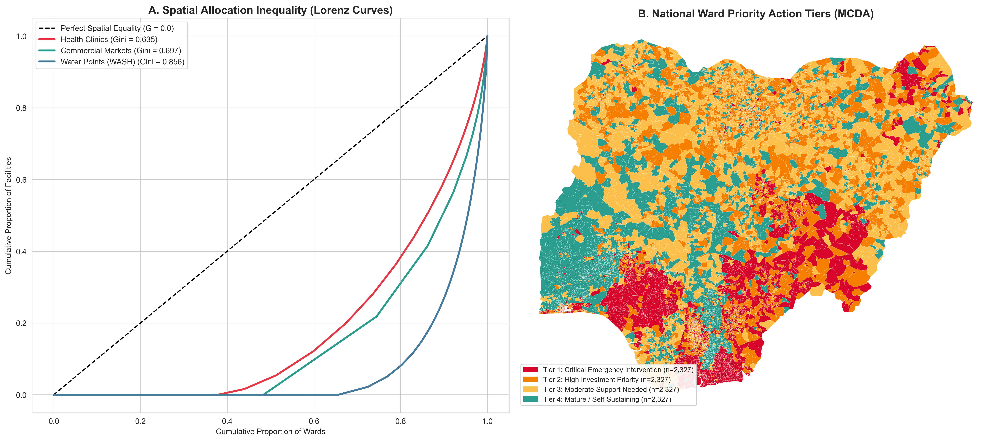 A. Spatial Allocation Inequality (Lorenz Curves)
Perfect Spatial Equality (G = 0.0)
Health Clinics (Gini = 0.635)
Commercial Markets (Gini = 0.697)
Water Points (WASH) (Gini = 0.856)
Cumulative Proportion of Facilities
1.0
0.8
0.6
0.4
0.2
0.0
0.0 0.2 0.4 0.6 0.8 1.0
Cumulative Proportion of Wards
B. National Ward Priority Action Tiers (MCDA)
Tier 1: Critical Emergency Intervention (n=2,327)
Tier 2: High Investment Priority (n=2,327)
Tier 3: Moderate Support Needed (n=2,327)
Tier 4: Mature / Self-Sustaining (n=2,327)